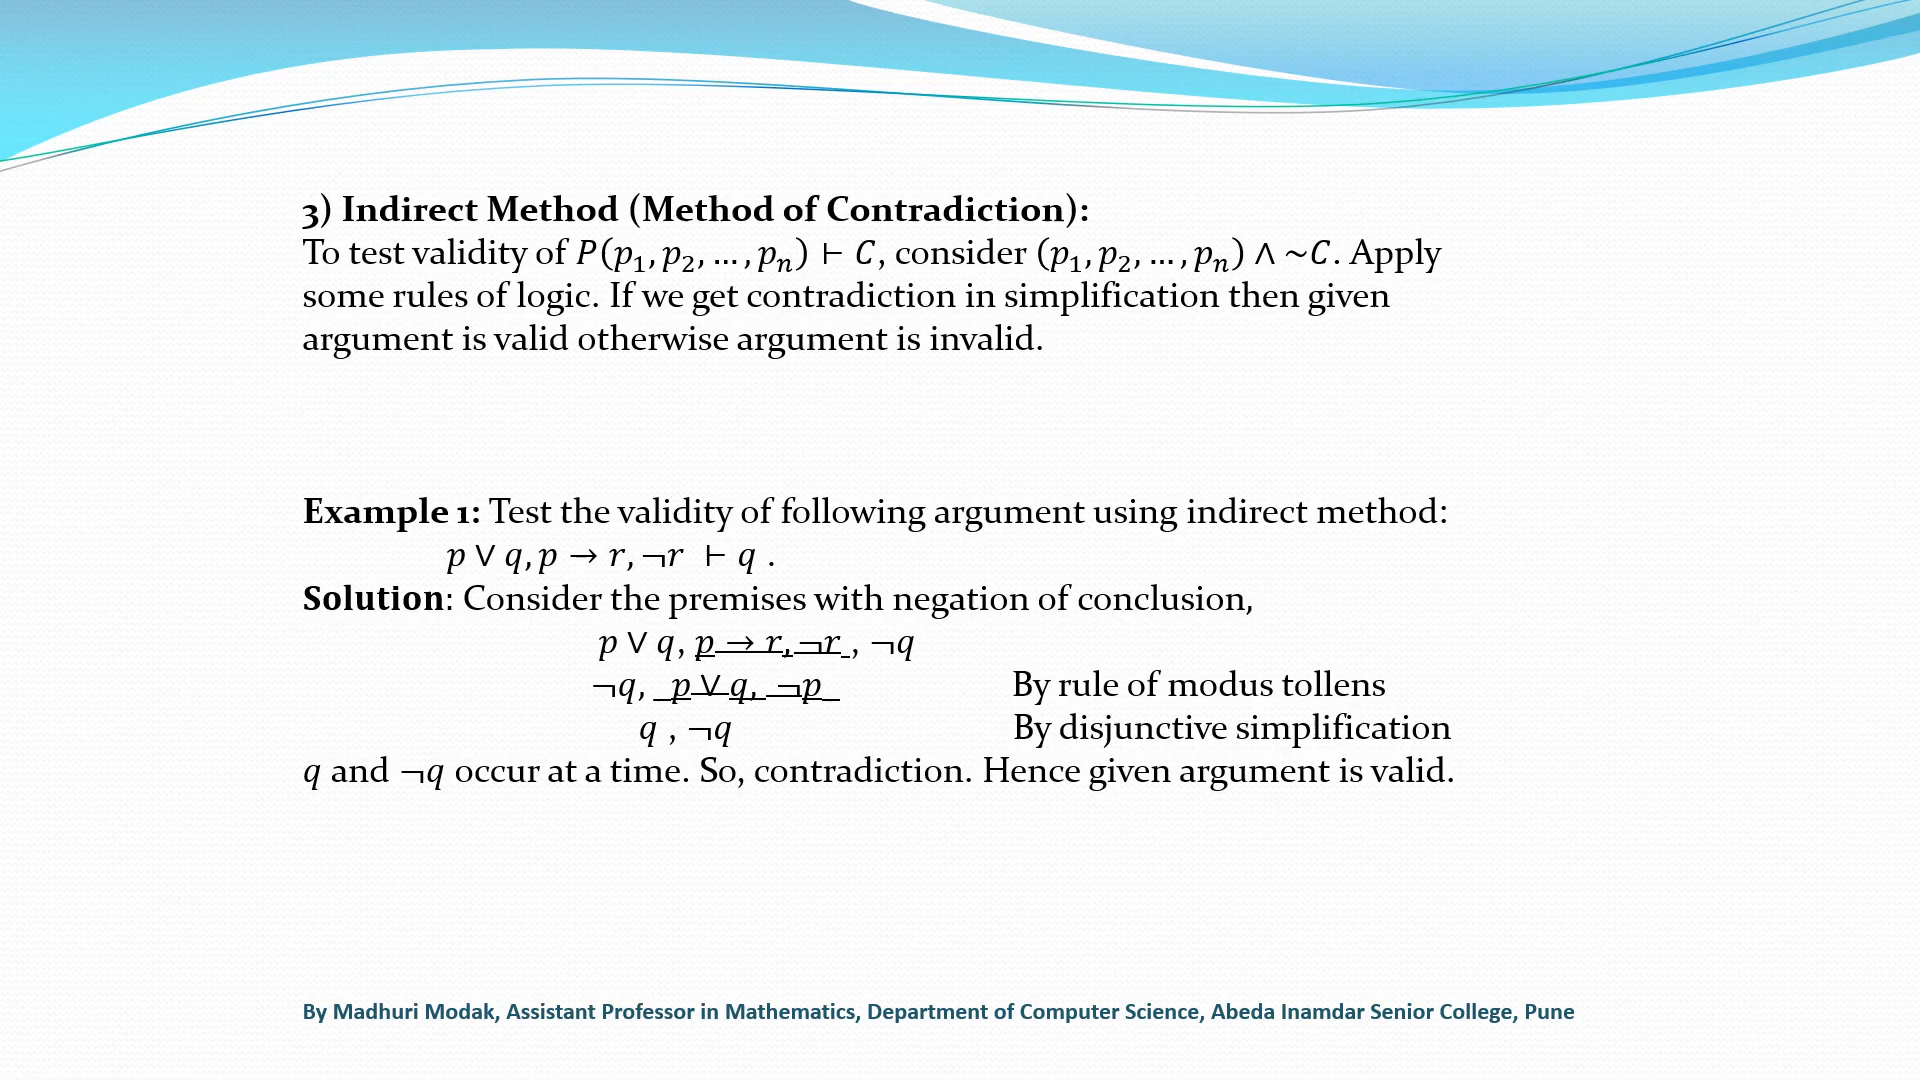 3) Indirect Method (Method of Contradiction):
To test validity of P(p₁, p₂, … , pₙ) ⊢ C, consider (p₁, p₂, … , pₙ) ∧ ~C. Apply
some rules of logic. If we get contradiction in simplification then given
argument is valid otherwise argument is invalid.
Example 1: Test the validity of following argument using indirect method:
p ∨ q, p → r, ¬r ⊢ q .
Solution: Consider the premises with negation of conclusion,
p ∨ q, p → r, ¬r , ¬q
¬q, p ∨ q, ¬p By rule of modus tollens
q , ¬q By disjunctive simplification
q and ¬q occur at a time. So, contradiction. Hence given argument is valid.
By Madhuri Modak, Assistant Professor in Mathematics, Department of Computer Science, Abeda Inamdar Senior College, Pune